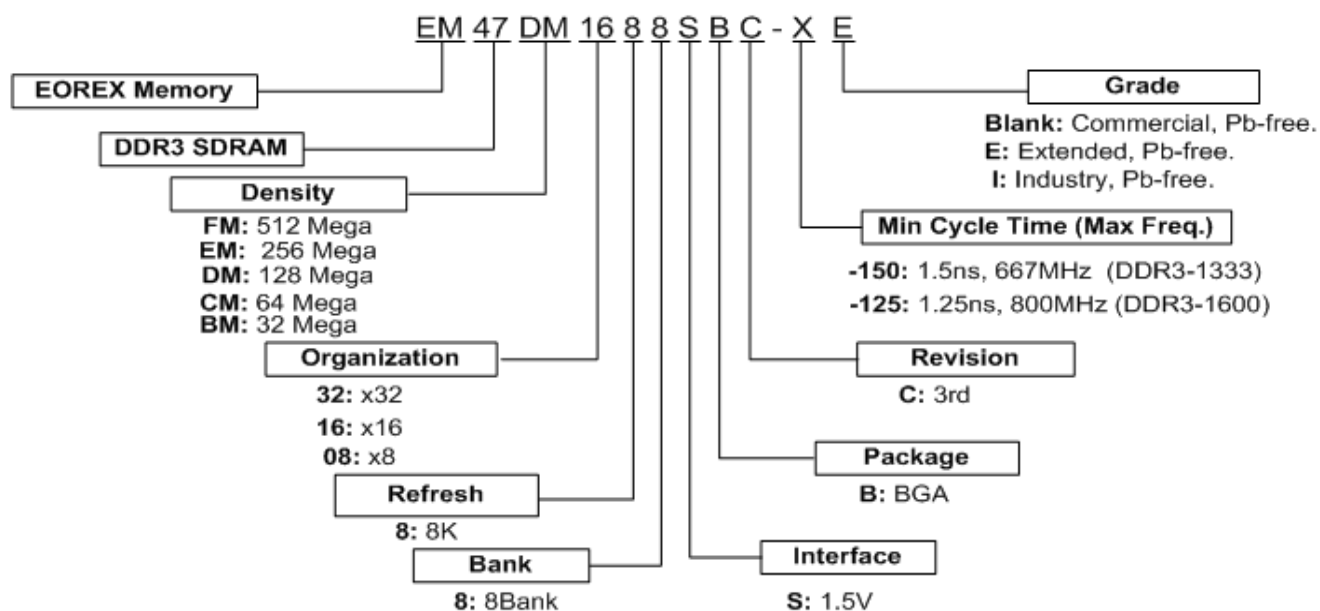 EM 47 DM 16 8 8 S B C - X E
EOREX Memory
DDR3 SDRAM
Density
FM: 512 Mega
EM: 256 Mega
DM: 128 Mega
CM: 64 Mega
BM: 32 Mega
Organization
32: x32
16: x16
08: x8
Refresh
8: 8K
Bank
8: 8Bank
Grade
Blank: Commercial, Pb-free.
E: Extended, Pb-free.
I: Industry, Pb-free.
Min Cycle Time (Max Freq.)
-150: 1.5ns, 667MHz (DDR3-1333)
-125: 1.25ns, 800MHz (DDR3-1600)
Revision
C: 3rd
Package
B: BGA
Interface
S: 1.5V